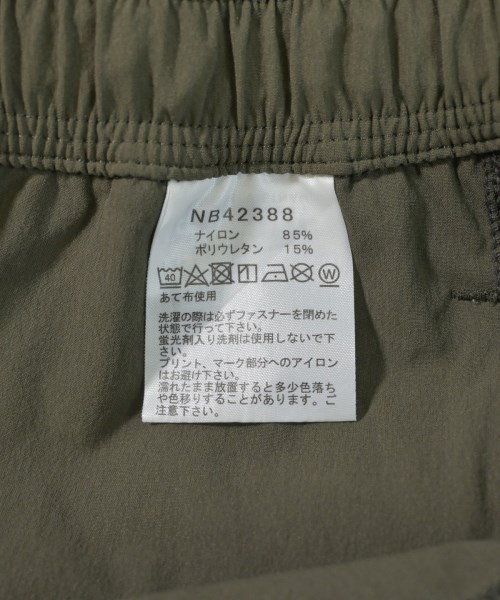 NB42388
ナイロン 85%
ポリウレタン 15%
40 W
あて布使用
洗濯の際は必ずファスナーを閉めた
状態で行って下さい。
蛍光剤入り洗剤は使用しないで下
さい。
プリント、マーク部分へのアイロン
はお避け下さい。
濡れたまま放置すると多少色落ち
や色移りすることがあります。ご
注意下さい。